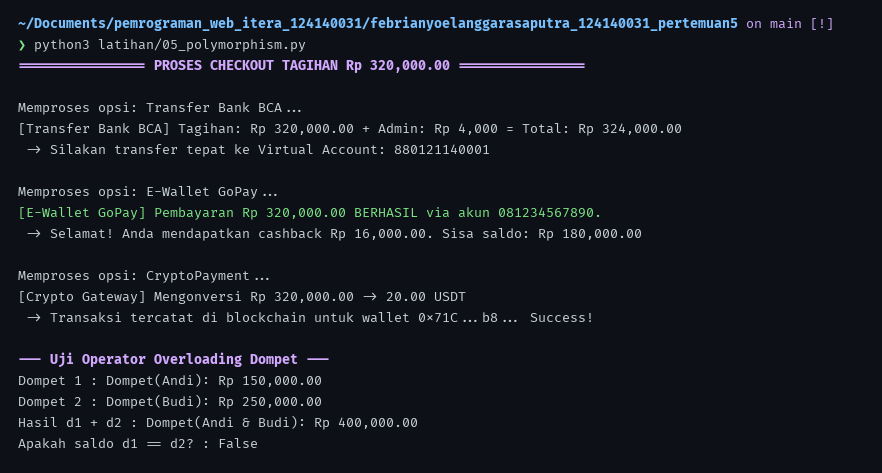 ~/Documents/pemrograman_web_itera_124140031/febrianyoelanggarasaputra_124140031_pertemuan5 on main [!]
❯ python3 latihan/05_polymorphism.py
================ PROSES CHECKOUT TAGIHAN Rp 320,000.00 ================
Memproses opsi: Transfer Bank BCA...
[Transfer Bank BCA] Tagihan: Rp 320,000.00 + Admin: Rp 4,000 = Total: Rp 324,000.00
-> Silakan transfer tepat ke Virtual Account: 880121140001
Memproses opsi: E-Wallet GoPay...
[E-Wallet GoPay] Pembayaran Rp 320,000.00 BERHASIL via akun 081234567890.
-> Selamat! Anda mendapatkan cashback Rp 16,000.00. Sisa saldo: Rp 180,000.00
Memproses opsi: CryptoPayment...
[Crypto Gateway] Mengonversi Rp 320,000.00 -> 20.00 USDT
-> Transaksi tercatat di blockchain untuk wallet 0x71C...b8... Success!
--- Uji Operator Overloading Dompet ---
Dompet 1 : Dompet(Andi): Rp 150,000.00
Dompet 2 : Dompet(Budi): Rp 250,000.00
Hasil d1 + d2 : Dompet(Andi & Budi): Rp 400,000.00
Apakah saldo d1 == d2? : False